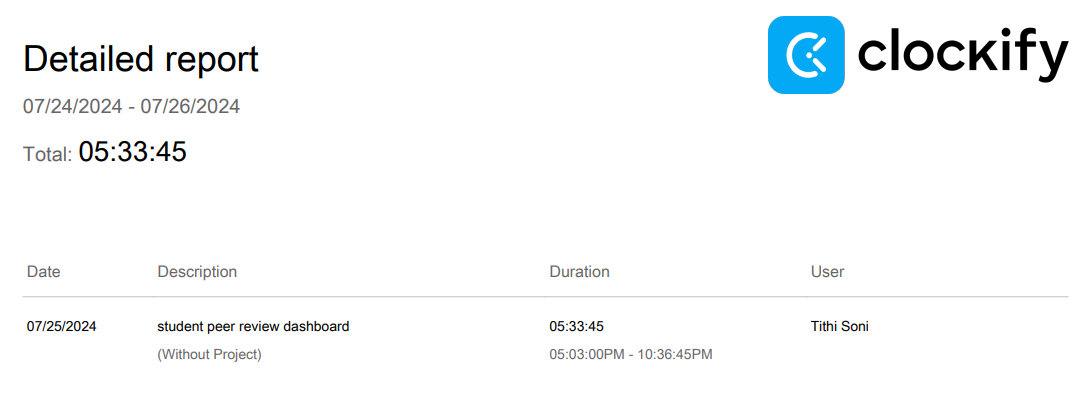 clockify
Detailed report
07/24/2024 - 07/26/2024
Total: 05:33:45
Date Description Duration User
07/25/2024 student peer review dashboard 05:33:45 Tithi Soni
(Without Project) 05:03:00PM - 10:36:45PM